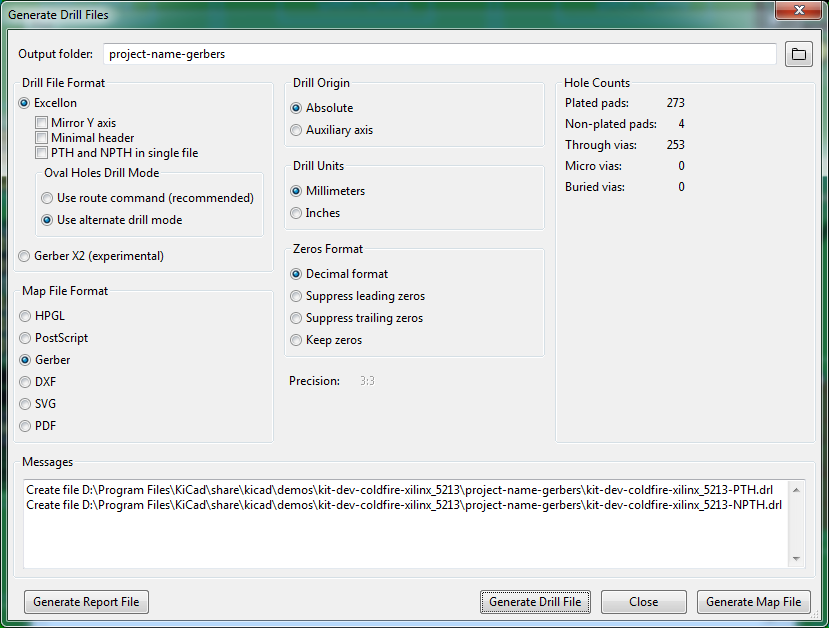 Generate Drill Files
Output folder: project-name-gerbers
Drill File Format
Excellon
Mirror Y axis
Minimal header
PTH and NPTH in single file
Oval Holes Drill Mode
Use route command (recommended)
Use alternate drill mode
Gerber X2 (experimental)
Map File Format
HPGL
PostScript
Gerber
DXF
SVG
PDF
Drill Origin
Absolute
Auxiliary axis
Drill Units
Millimeters
Inches
Zeros Format
Decimal format
Suppress leading zeros
Suppress trailing zeros
Keep zeros
Precision: 3:3
Hole Counts
Plated pads: 273
Non-plated pads: 4
Through vias: 253
Micro vias: 0
Buried vias: 0
Messages
Create file D:\Program Files\KiCad\share\kicad\demos\kit-dev-coldfire-xilinx_5213\project-name-gerbers\kit-dev-coldfire-xilinx_5213-PTH.drl
Create file D:\Program Files\KiCad\share\kicad\demos\kit-dev-coldfire-xilinx_5213\project-name-gerbers\kit-dev-coldfire-xilinx_5213-NPTH.drl
Generate Report File
Generate Drill File
Close
Generate Map File